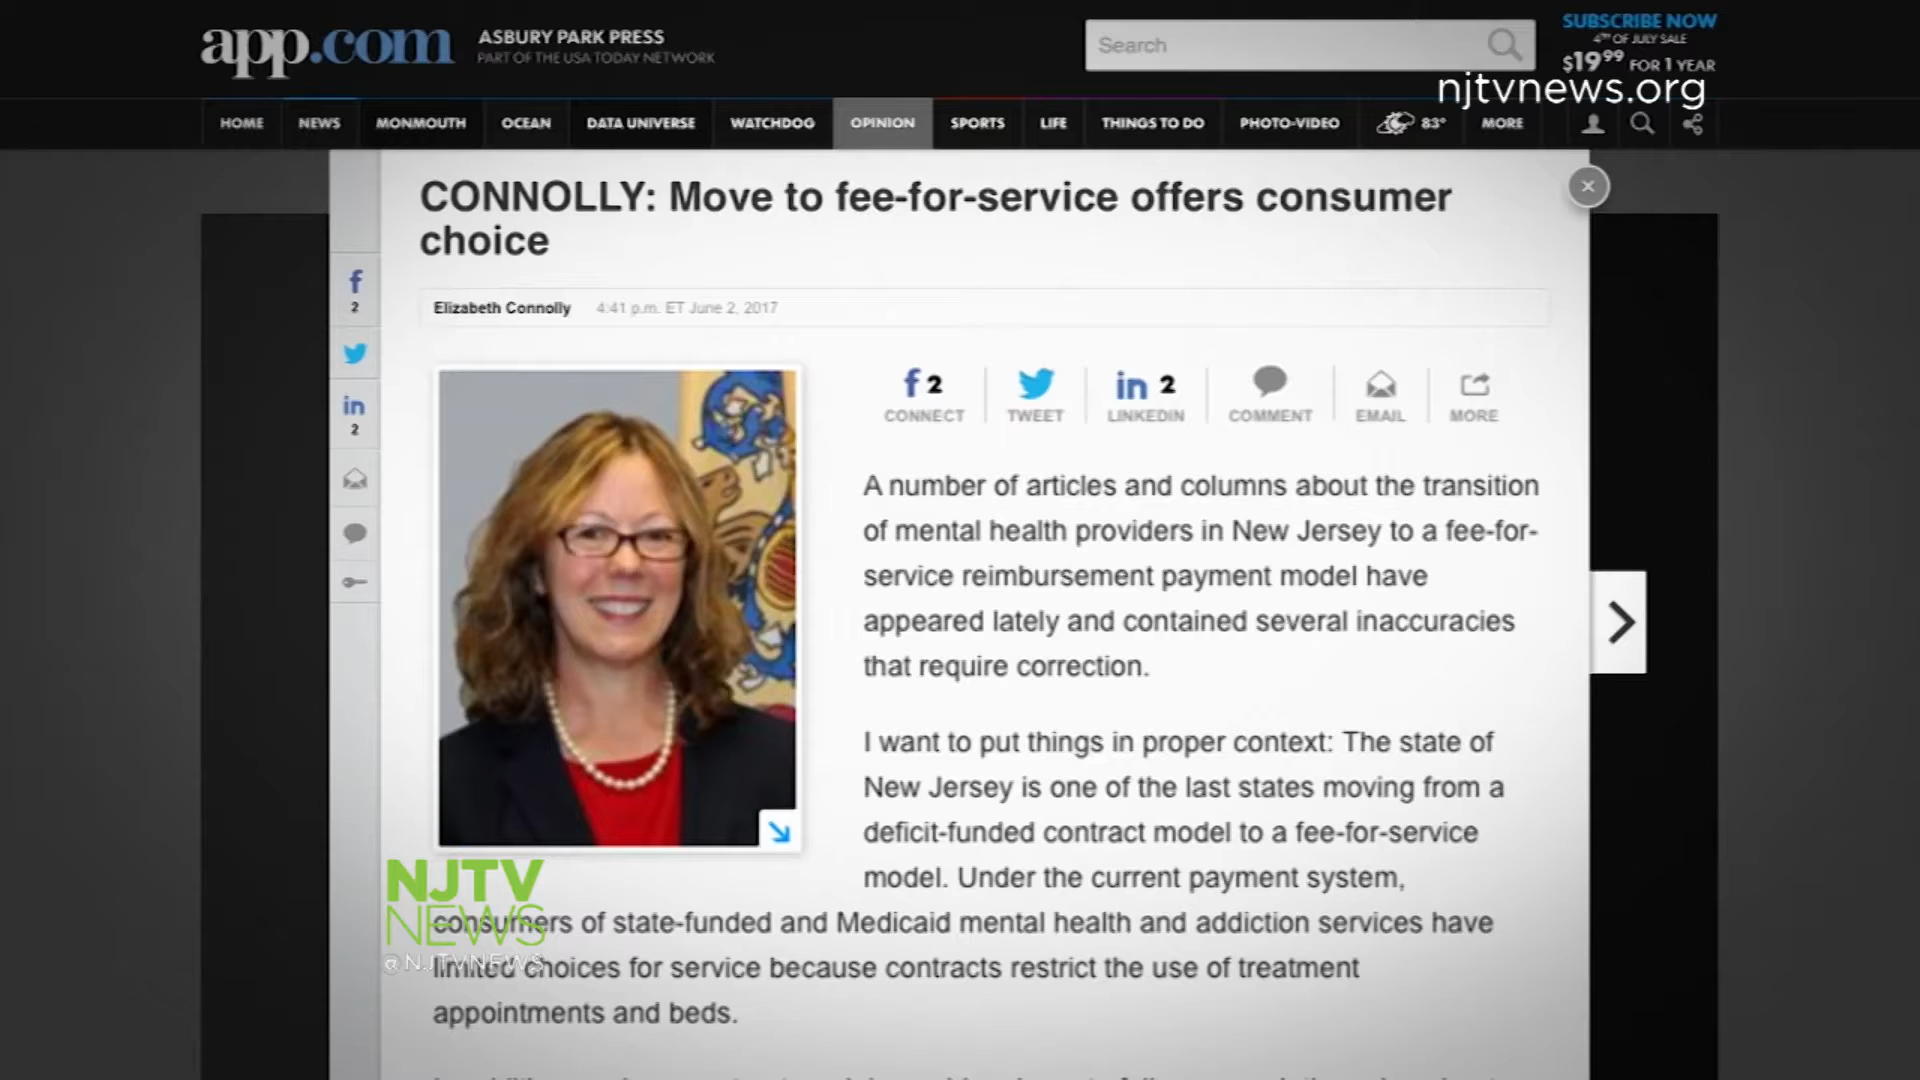 app.com
ASBURY PARK PRESS
PART OF THE USA TODAY NETWORK
Search
SUBSCRIBE NOW
4TH OF JULY SALE
$19.99 FOR 1 YEAR
njtvnews.org
HOME NEWS MONMOUTH OCEAN DATA UNIVERSE WATCHDOG OPINION SPORTS LIFE THINGS TO DO PHOTO-VIDEO 83° MORE
CONNOLLY: Move to fee-for-service offers consumer
choice
Elizabeth Connolly 4:41 p.m. ET June 2, 2017
f
2
in
2
f 2
CONNECT
TWEET
in 2
LINKEDIN
COMMENT
EMAIL
MORE
A number of articles and columns about the transition
of mental health providers in New Jersey to a fee-for-
service reimbursement payment model have
appeared lately and contained several inaccuracies
that require correction.
I want to put things in proper context: The state of
New Jersey is one of the last states moving from a
deficit-funded contract model to a fee-for-service
model. Under the current payment system,
consumers of state-funded and Medicaid mental health and addiction services have
limited choices for service because contracts restrict the use of treatment
appointments and beds.
NJTV
NEWS
@NJTVNEWS